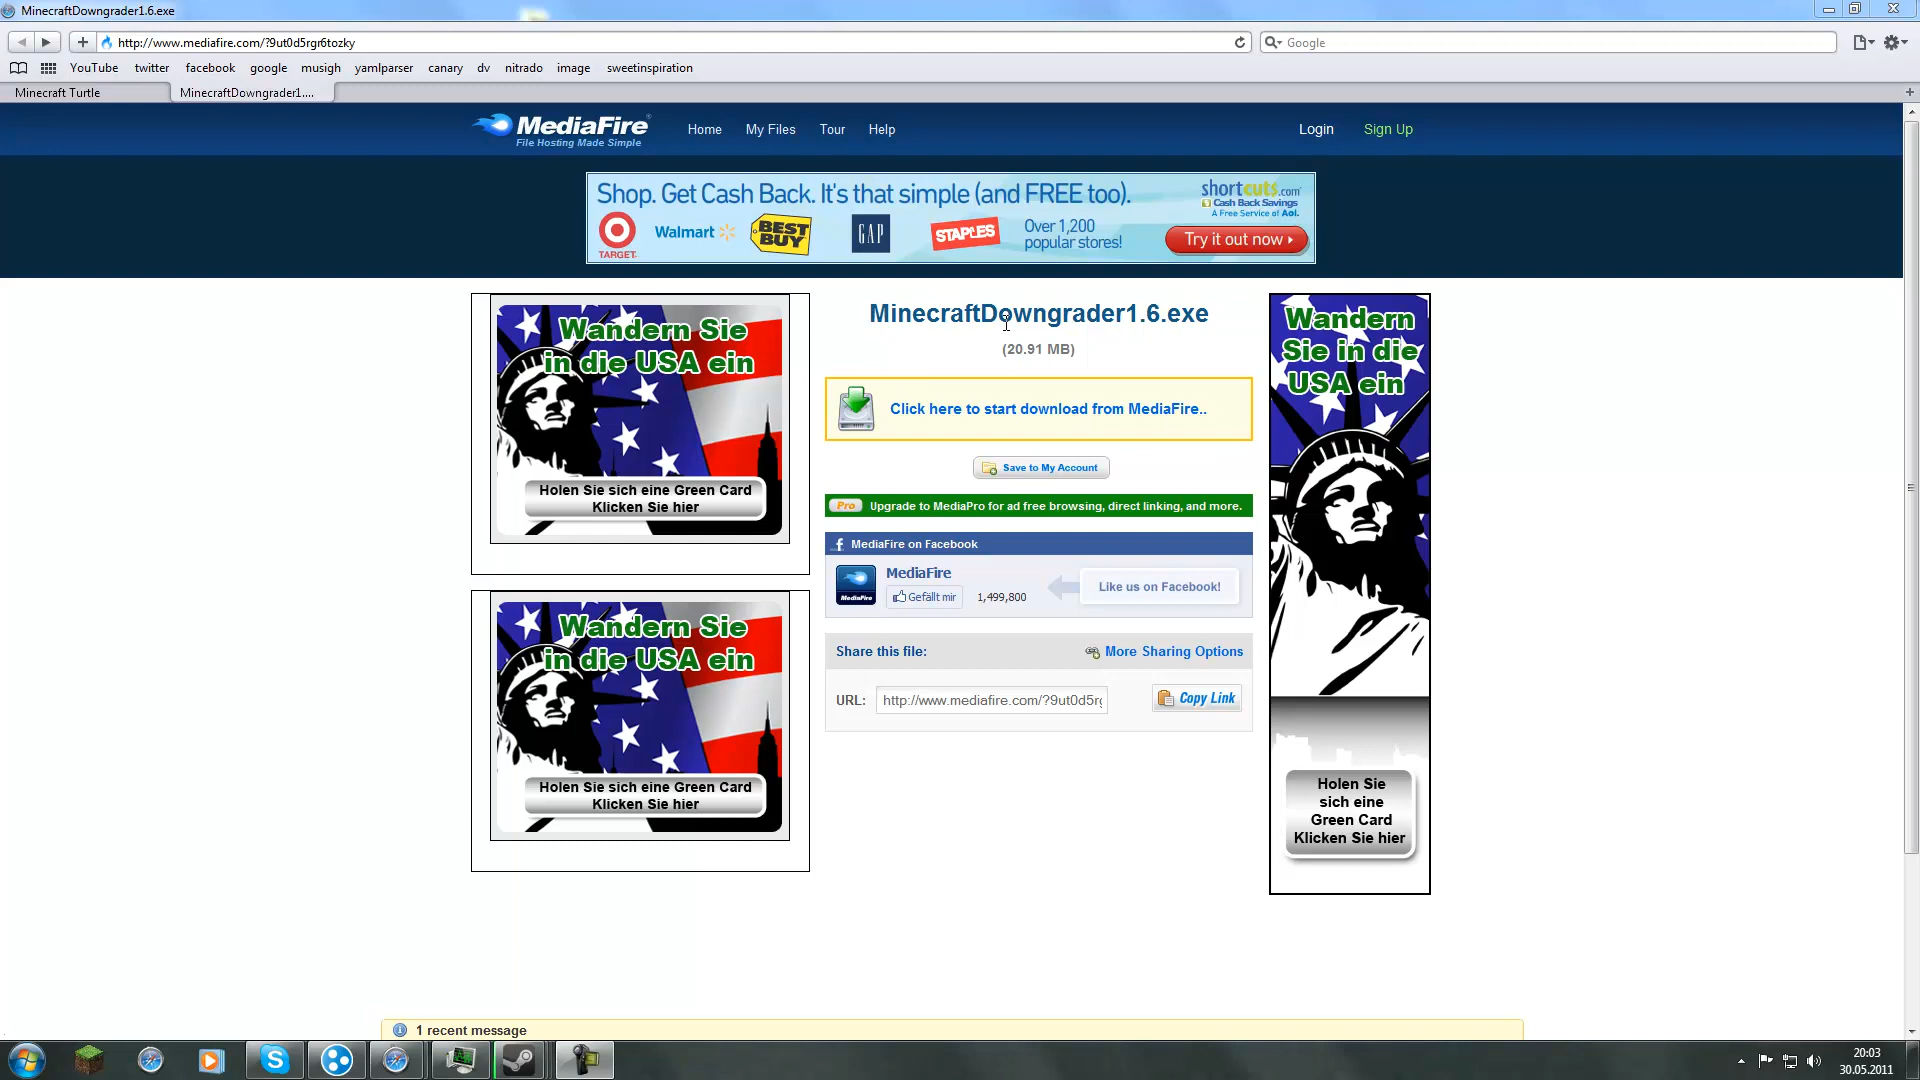 MinecraftDowngrader1.6.exe
http://www.mediafire.com/?9ut0d5rgr6tozky
Google
YouTube twitter facebook google musigh yamlparser canary dv nitrado image sweetinspiration
Minecraft Turtle
MinecraftDowngrader1....
MediaFire
File Hosting Made Simple
Home My Files Tour Help
Login Sign Up
Shop. Get Cash Back. It's that simple (and FREE too).
TARGET.
Walmart
BEST BUY
GAP
STAPLES
Over 1,200
popular stores!
shortcuts.com
Cash Back Savings
A Free Service of Aol.
Try it out now
Wandern Sie
in die USA ein
Holen Sie sich eine Green Card
Klicken Sie hier
Wandern Sie
in die USA ein
Holen Sie sich eine Green Card
Klicken Sie hier
MinecraftDowngrader1.6.exe
(20.91 MB)
Click here to start download from MediaFire..
Save to My Account
Pro Upgrade to MediaPro for ad free browsing, direct linking, and more.
f MediaFire on Facebook
MediaFire
MediaFire
Gefällt mir 1,499,800
Like us on Facebook!
Share this file: More Sharing Options
URL: http://www.mediafire.com/?9ut0d5rg
Copy Link
Wandern
Sie in die
USA ein
Holen Sie
sich eine
Green Card
Klicken Sie hier
1 recent message
20:03
30.05.2011